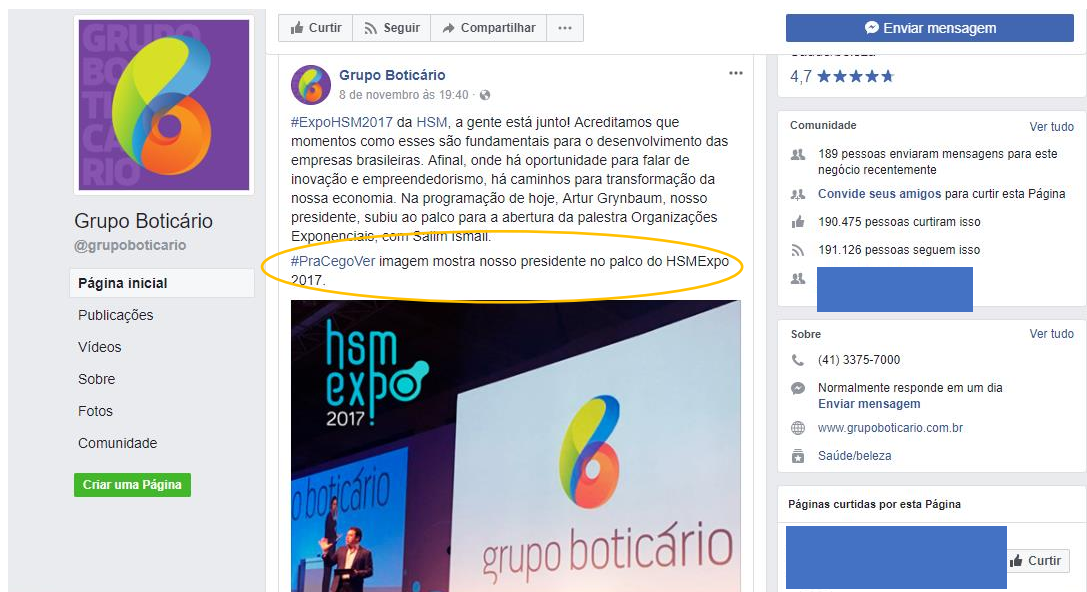 GRUPO
BO
TI
CÁ
RIO
Grupo Boticário
@grupoboticario
Página inicial
Publicações
Vídeos
Sobre
Fotos
Comunidade
Criar uma Página
Curtir
Seguir
Compartilhar
Grupo Boticário
8 de novembro às 19:40 ·
#ExpoHSM2017 da HSM, a gente está junto! Acreditamos que
momentos como esses são fundamentais para o desenvolvimento das
empresas brasileiras. Afinal, onde há oportunidade para falar de
inovação e empreendedorismo, há caminhos para transformação da
nossa economia. Na programação de hoje, Artur Grynbaum, nosso
presidente, subiu ao palco para a abertura da palestra Organizações
Exponenciais, com Salim Ismail.
#PraCegoVer imagem mostra nosso presidente no palco do HSMExpo
2017.
hsm
expo
2017
o boticário
grupo boticário
Enviar mensagem
Saúde/beleza
4,7
Comunidade
Ver tudo
189 pessoas enviaram mensagens para este
negócio recentemente
Convide seus amigos para curtir esta Página
190.475 pessoas curtiram isso
191.126 pessoas seguem isso
Sobre
Ver tudo
(41) 3375-7000
Normalmente responde em um dia
Enviar mensagem
www.grupoboticario.com.br
Saúde/beleza
Páginas curtidas por esta Página
Curtir